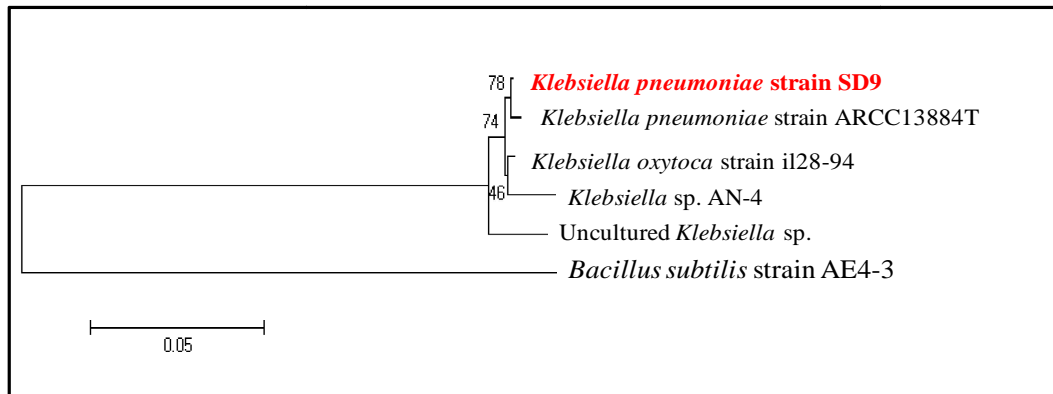 78
Klebsiella pneumoniae strain SD9
Klebsiella pneumoniae strain ARCC13884T
74
Klebsiella oxytoca strain il28-94
46
Klebsiella sp. AN-4
Uncultured Klebsiella sp.
Bacillus subtilis strain AE4-3
0.05